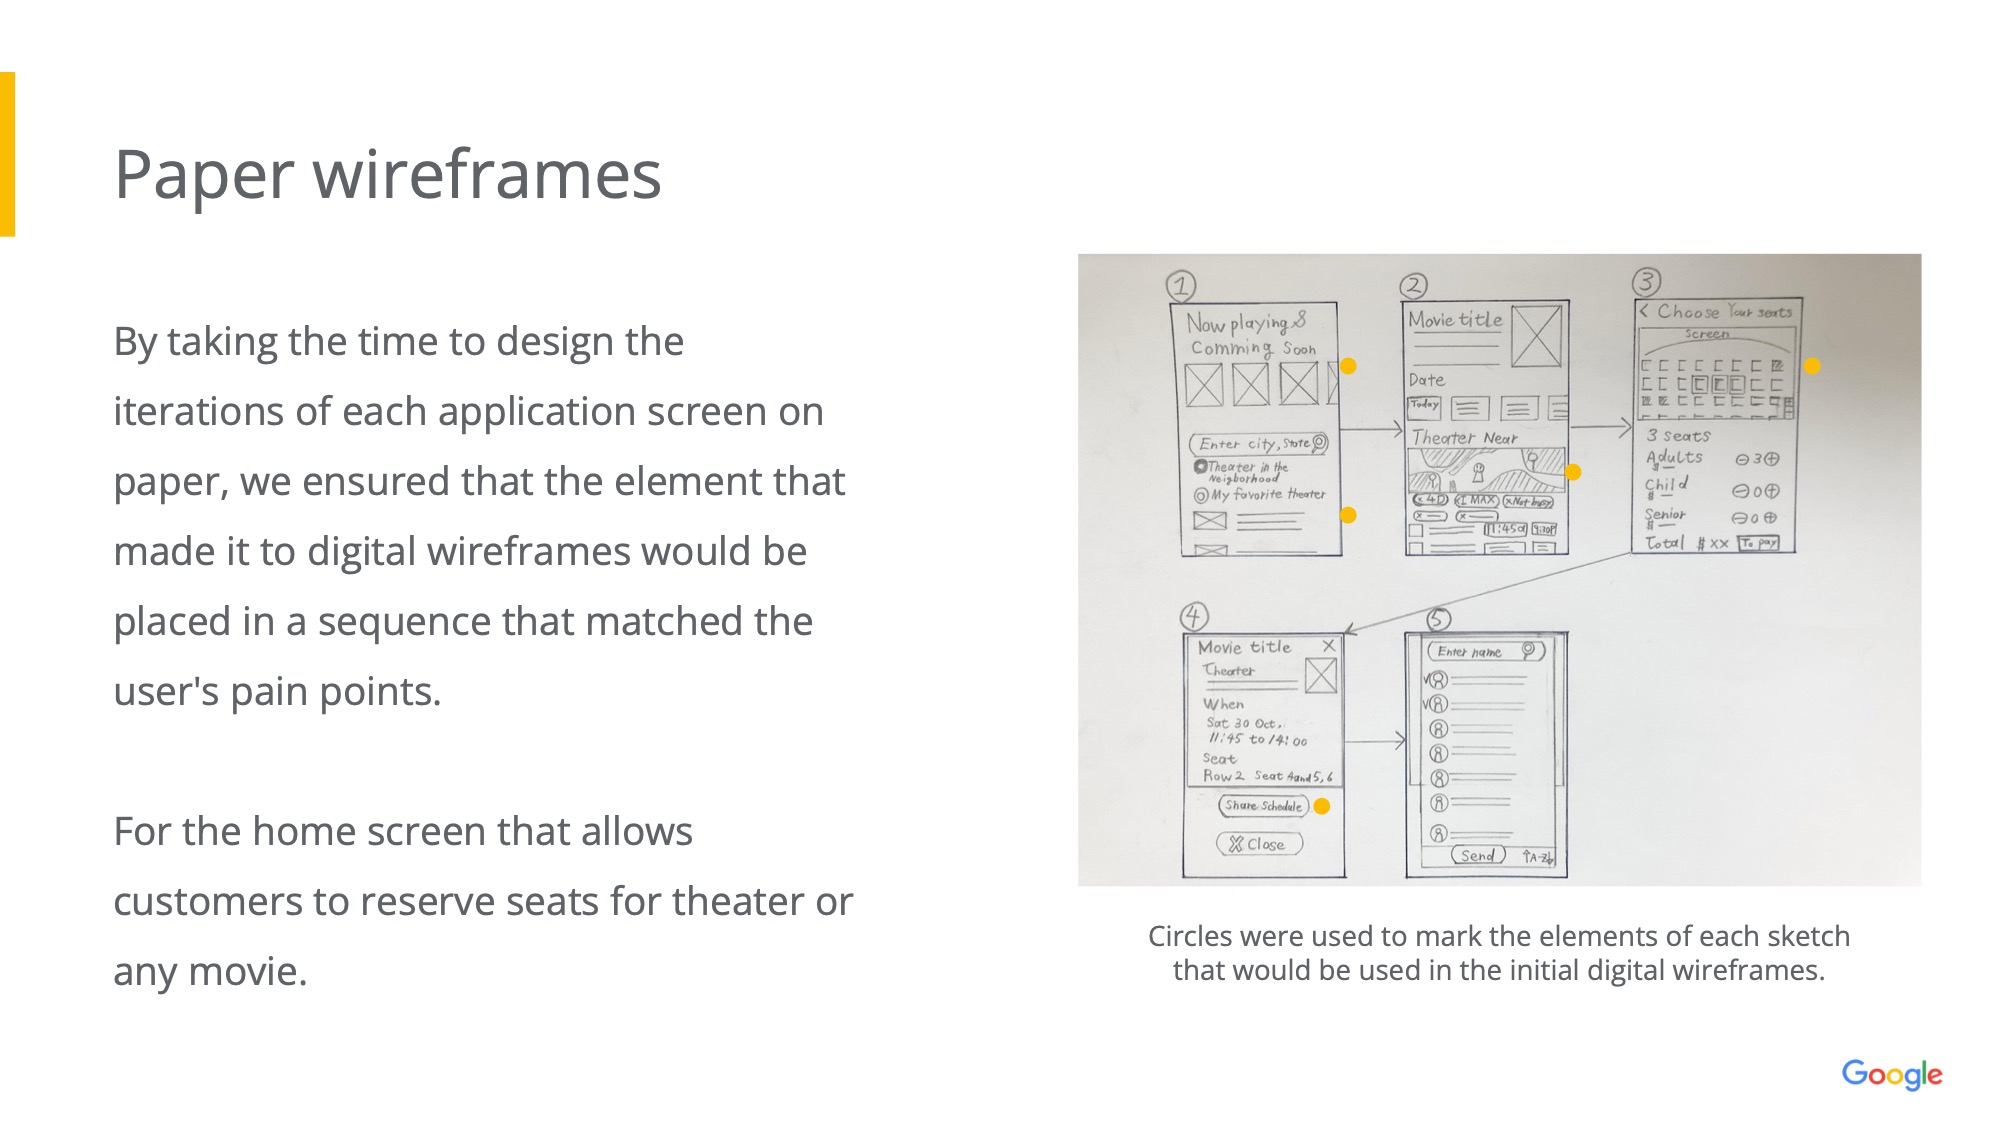 Paper wireframes
By taking the time to design the
iterations of each application screen on
paper, we ensured that the element that
made it to digital wireframes would be
placed in a sequence that matched the
user's pain points.
For the home screen that allows
customers to reserve seats for theater or
any movie.
1
Now playing &
Comming Soon
Enter city, State
Theater in the
Neigborhood
My favorite theater
2
Movie title
Date
Today
Theater Near
x 4D x I MAX x Not busy
x x
11:45a 9:30P
3
< Choose Your seats
Screen
3 seats
Adults 3
$
Child 0
$
Senior 0
$
Total $ xx To pay
4
Movie title X
Theater
When
Sat 30 Oct.
11:45 to 14:00
Seat
Row 2 Seat 4 and 5, 6
Share Schedule
X Close
5
Enter name
Send ↑A-Z
Circles were used to mark the elements of each sketch
that would be used in the initial digital wireframes.
Google